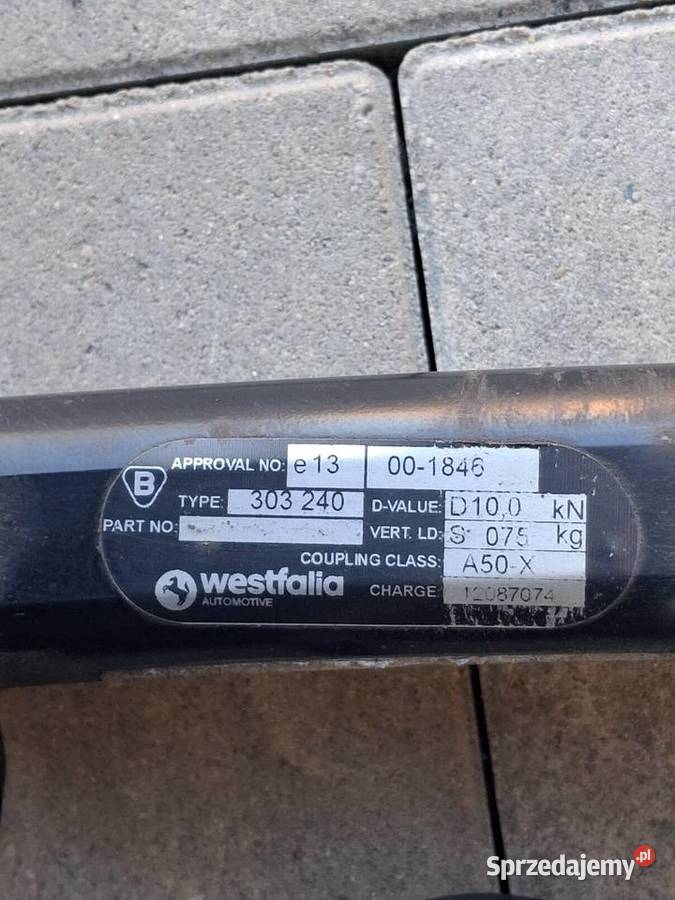 APPROVAL NO: e13 00-1846
B
TYPE: 303 240 D-VALUE: D10,0 kN
PART NO: VERT. LD: S 075 kg
COUPLING CLASS: A50-X
westfalia
AUTOMOTIVE
CHARGE 12087074
Sprzedajemy.pl